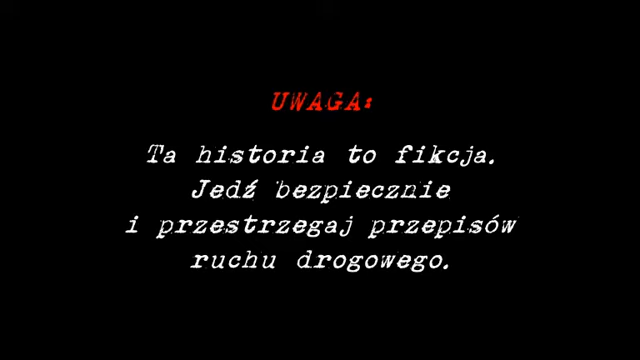 UWAGA:
Ta historia to fikcja.
Jedź bezpiecznie
i przestrzegaj przepisów
ruchu drogowego.